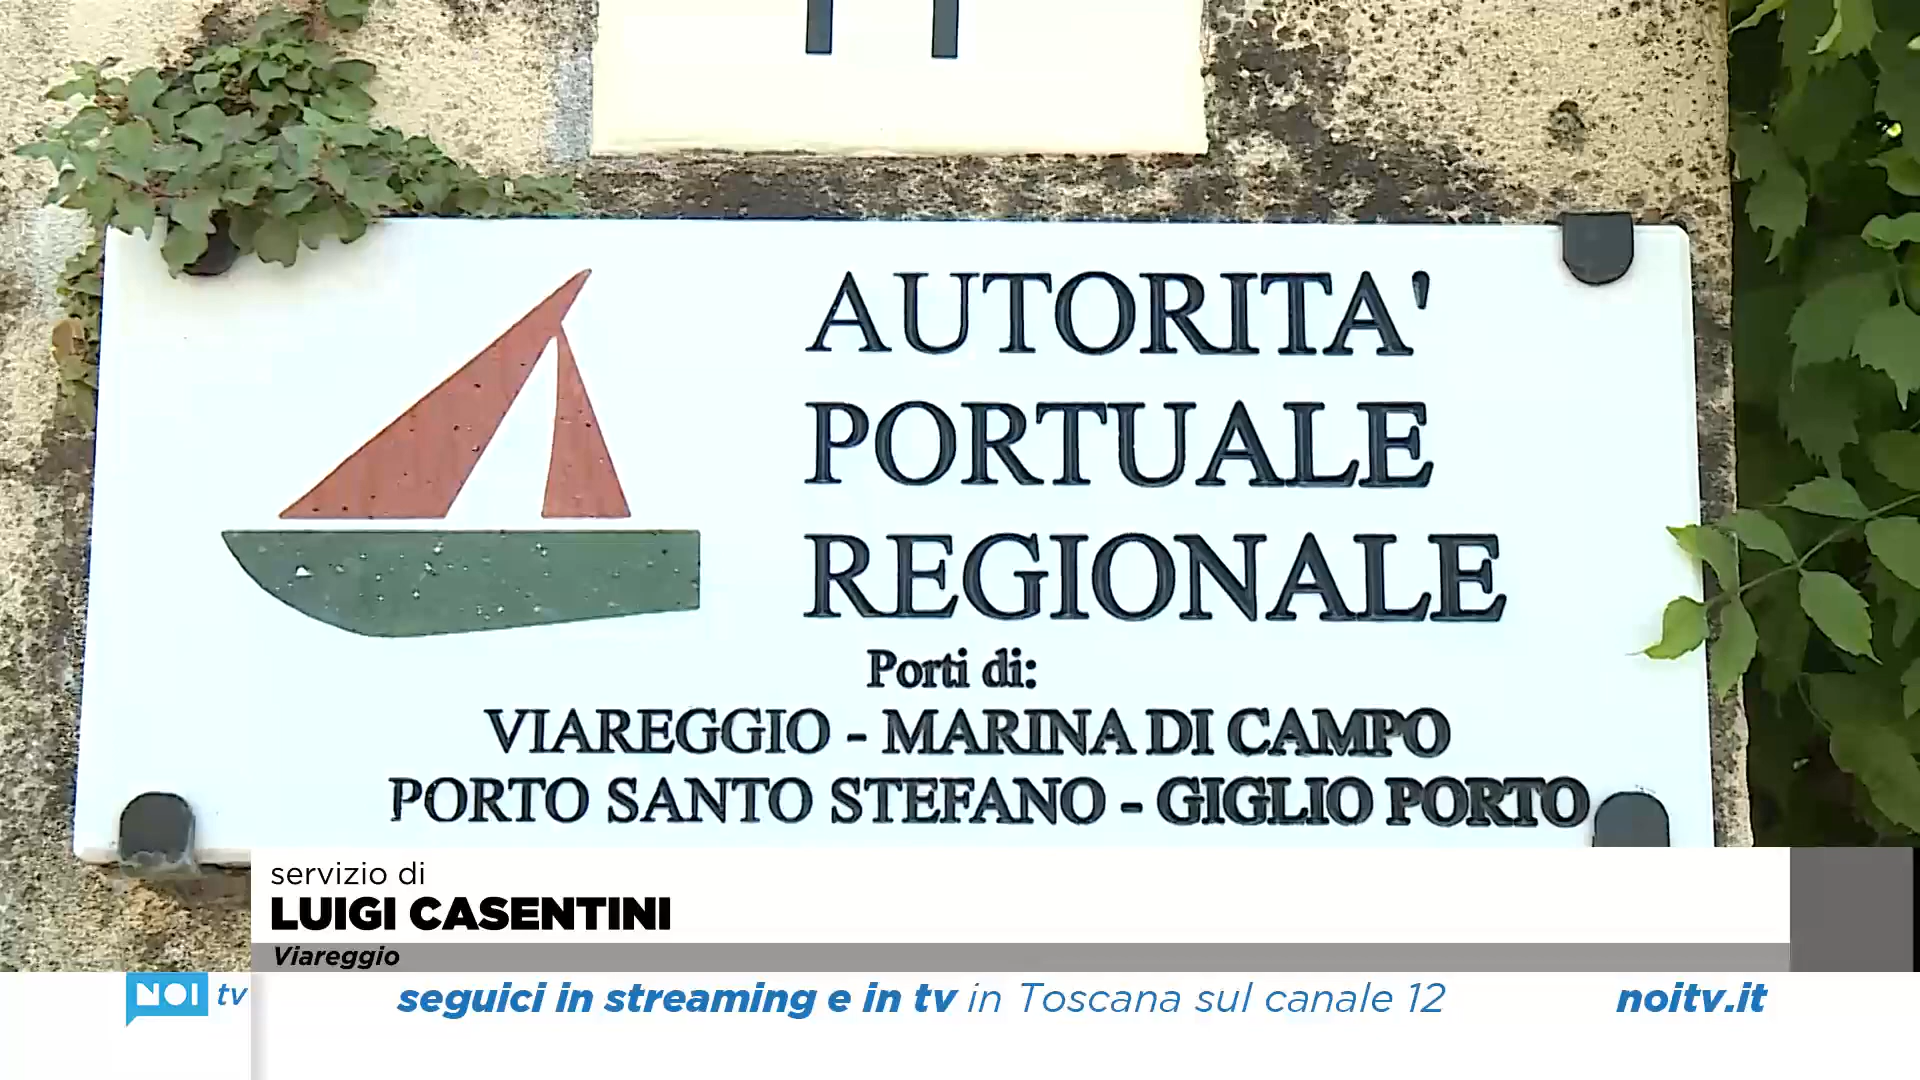 AUTORITA'
PORTUALE
REGIONALE
Porti di:
VIAREGGIO - MARINA DI CAMPO
PORTO SANTO STEFANO - GIGLIO PORTO
servizio di
LUIGI CASENTINI
Viareggio
NOI tv
seguici in streaming e in tv in Toscana sul canale 12
noitv.it